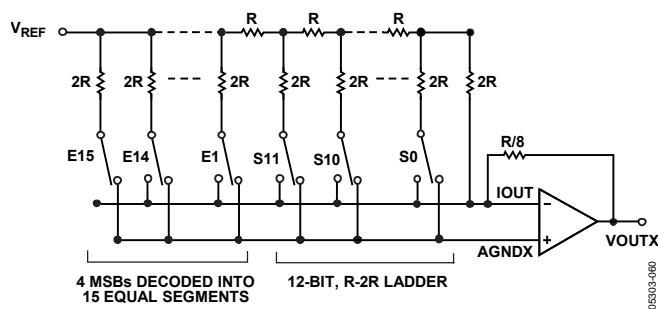 R R R
VREF
2R 2R 2R 2R 2R 2R 2R
R/8
E15 E14 E1 S11 S10 S0
IOUT
VOUTX
AGNDX
4 MSBs DECODED INTO
15 EQUAL SEGMENTS
12-BIT, R-2R LADDER
05303-060